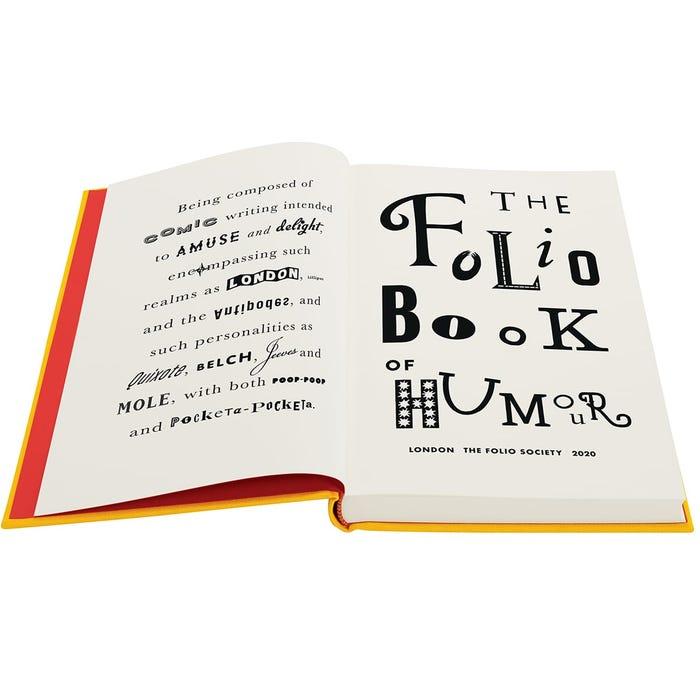 Being composed of
COMIC writing intended
to AMUSE and delight,
encompassing such
realms as LONDON, Lilliput
and the Antipodes, and
such personalities as
Quixote, BELCH, Jeeves and
MOLE, with both POOP-POOP
and POCKETA-POCKETA.
THE
FOLiO
BOOK
OF
HUMOUR
LONDON THE FOLIO SOCIETY 2020